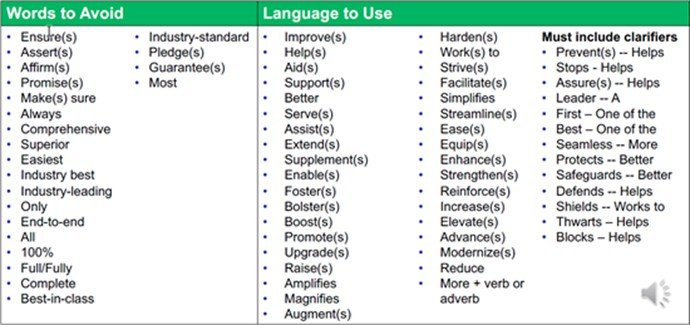 Words to Avoid
Ensure(s)
Assert(s)
Affirm(s)
Promise(s)
Make(s) sure
Always
Comprehensive
Superior
Easiest
Industry best
Industry-leading
Only
End-to-end
All
100%
Full/Fully
Complete
Best-in-class
Industry-standard
Pledge(s)
Guarantee(s)
Most
Language to Use
Improve(s)
Help(s)
Aid(s)
Support(s)
Better
Serve(s)
Assist(s)
Extend(s)
Supplement(s)
Enable(s)
Foster(s)
Bolster(s)
Boost(s)
Promote(s)
Upgrade(s)
Raise(s)
Amplifies
Magnifies
Augment(s)
Harden(s)
Work(s) to
Strive(s)
Facilitate(s)
Simplifies
Streamline(s)
Ease(s)
Equip(s)
Enhance(s)
Strengthen(s)
Reinforce(s)
Increase(s)
Elevate(s)
Advance(s)
Modernize(s)
Reduce
More + verb or
adverb
Must include clarifiers
Prevent(s) -- Helps
Stops - Helps
Assure(s) -- Helps
Leader -- A
First – One of the
Best – One of the
Seamless -- More
Protects -- Better
Safeguards -- Better
Defends -- Helps
Shields -- Works to
Thwarts – Helps
Blocks – Helps